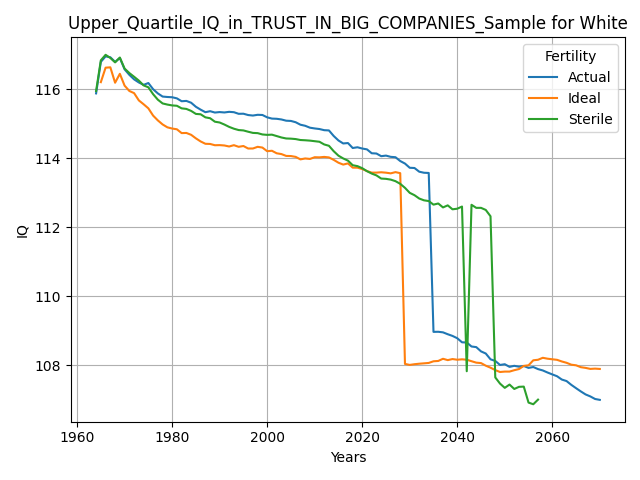 Upper_Quartile_IQ_in_TRUST_IN_BIG_COMPANIES_Sample for White
Fertility
Actual
Ideal
Sterile
116
114
112
110
108
IQ
1960
1980
2000
2020
2040
2060
Years